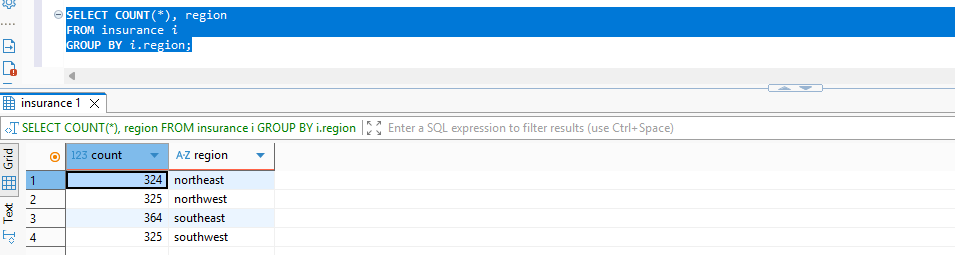 SELECT COUNT(*), region
FROM insurance i
GROUP BY i.region;
insurance 1
SELECT COUNT(*), region FROM insurance i GROUP BY i.region
Enter a SQL expression to filter results (use Ctrl+Space)
Grid
Text
123 count A-Z region
1 324 northeast
2 325 northwest
3 364 southeast
4 325 southwest